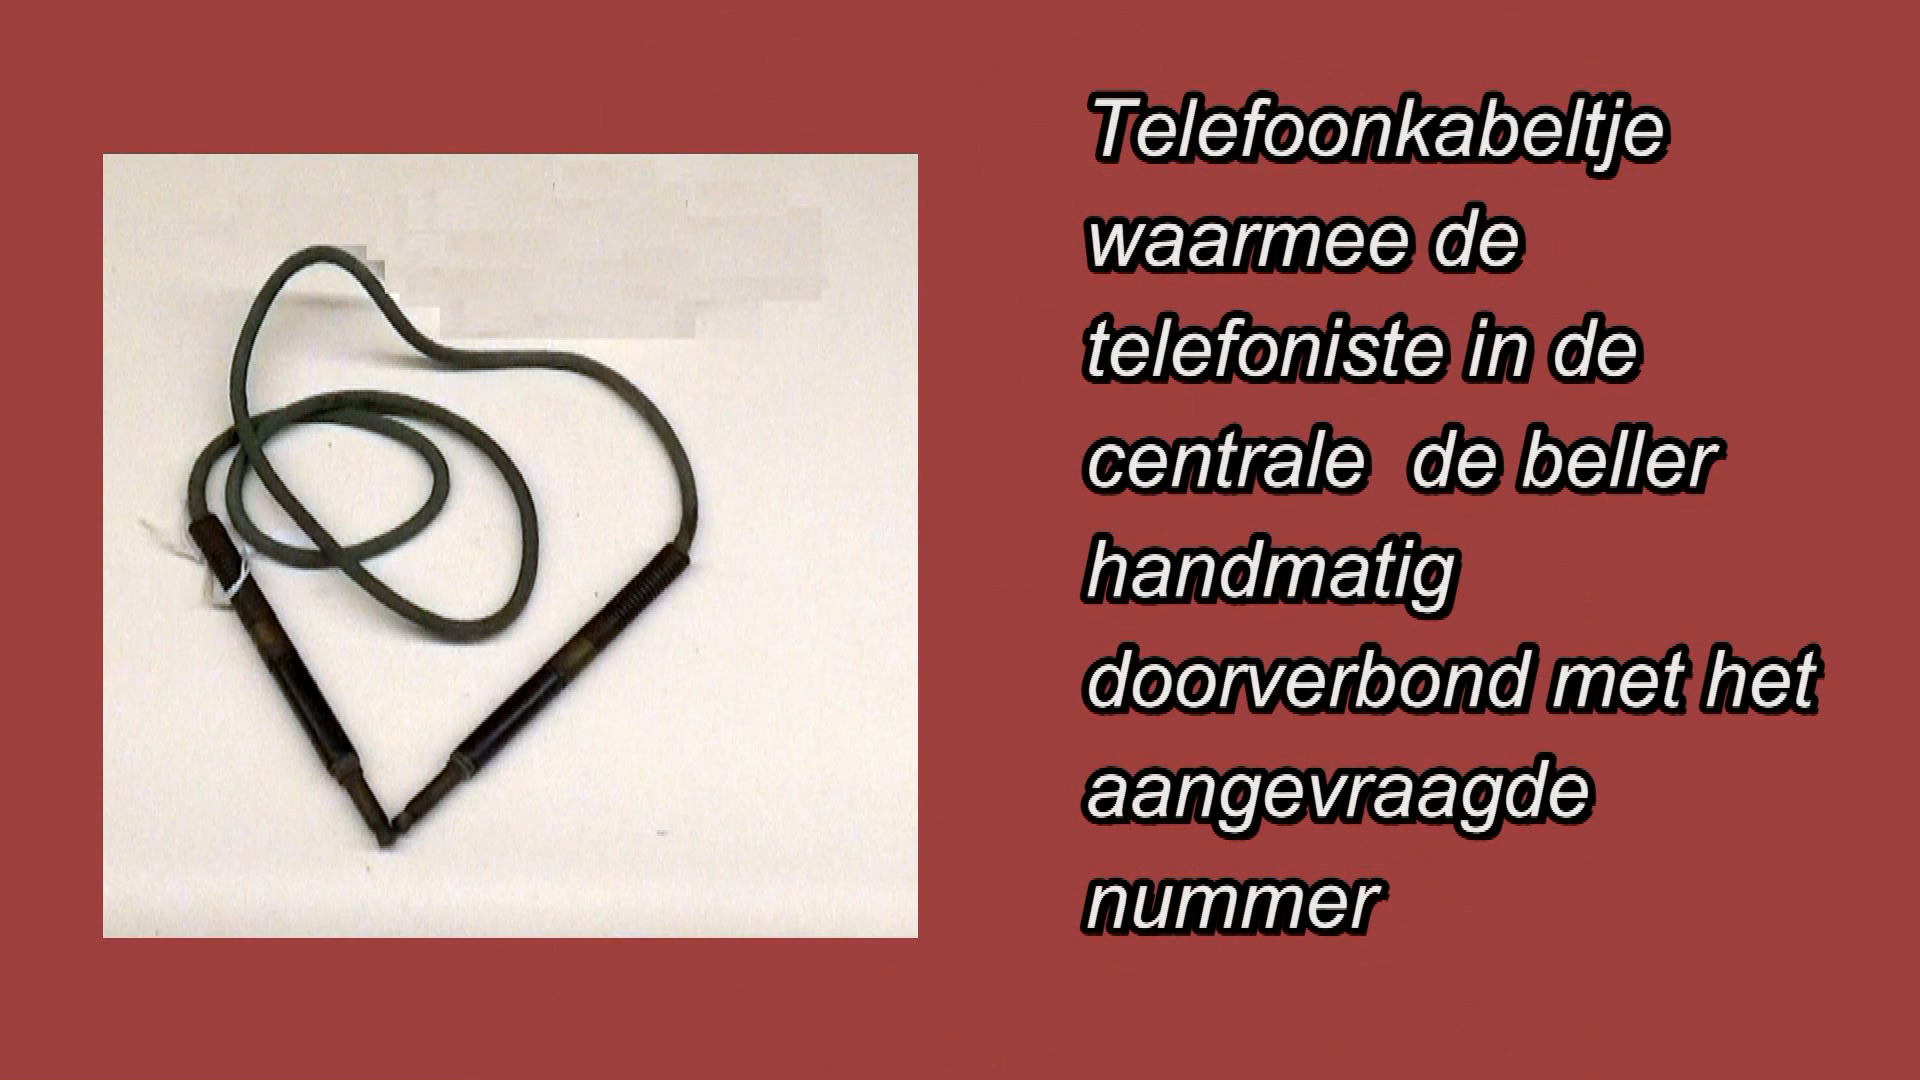 Telefoonkabeltje
waarmee de
telefoniste in de
centrale  de beller
handmatig
doorverbond met het
aangevraagde
nummer